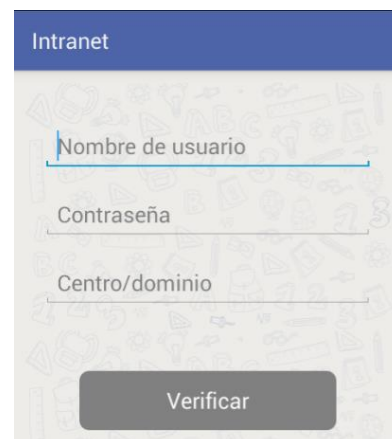 Intranet
Nombre de usuario
Contraseña
Centro/dominio
Verificar